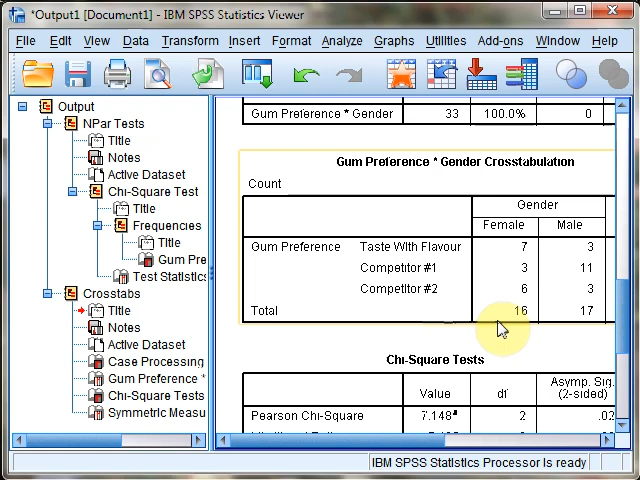 *Output1 [Document1] - IBM SPSS Statistics Viewer
File Edit View Data Transform Insert Format Analyze Graphs Utilities Add-ons Window Help
Output
NPar Tests
Title
Notes
Active Dataset
Chi-Square Test
Title
Frequencies
Title
Gum Pre
Test Statistics
Crosstabs
Title
Notes
Active Dataset
Case Processing
Gum Preference *
Chi-Square Tests
Symmetric Measu
Gum Preference * Gender 33 100.0% 0
Gum Preference * Gender Crosstabulation
Count
Gender
Female Male
Gum Preference Taste With Flavour 7 3
Competitor #1 3 11
Competitor #2 6 3
Total 16 17
Chi-Square Tests
Value df Asymp. Sig. (2-sided)
Pearson Chi-Square 7.148a 2 .02
IBM SPSS Statistics Processor is ready